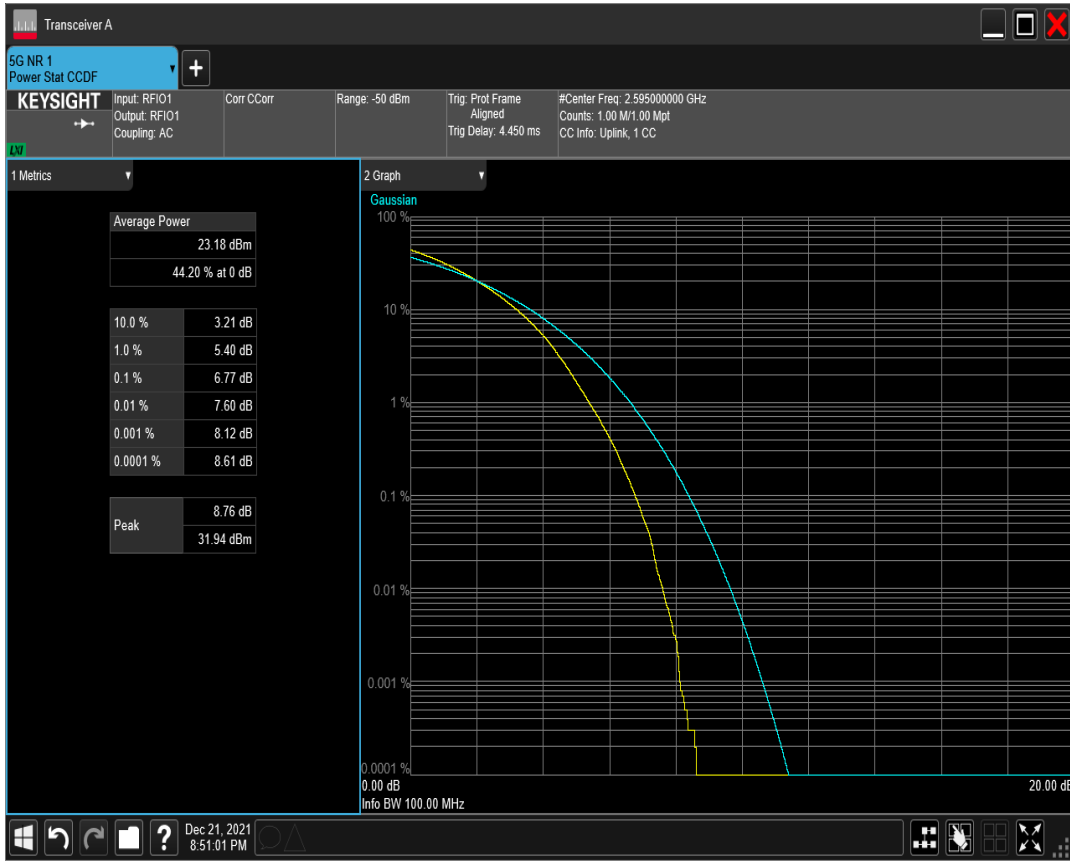 Transceiver A
5G NR 1
Power Stat CCDF
+
KEYSIGHT
LXI
Input: RFIO1
Output: RFIO1
Coupling: AC
Corr CCorr
Range: -50 dBm
Trig: Prot Frame
Aligned
Trig Delay: 4.450 ms
#Center Freq: 2.595000000 GHz
Counts: 1.00 M/1.00 Mpt
CC Info: Uplink, 1 CC
1 Metrics
Average Power
23.18 dBm
44.20 % at 0 dB
10.0 % 3.21 dB
1.0 % 5.40 dB
0.1 % 6.77 dB
0.01 % 7.60 dB
0.001 % 8.12 dB
0.0001 % 8.61 dB
Peak 8.76 dB
31.94 dBm
2 Graph
Gaussian
100 %
10 %
1 %
0.1 %
0.01 %
0.001 %
0.0001 %
0.00 dB 20.00 dB
Info BW 100.00 MHz
? Dec 21, 2021
8:51:01 PM